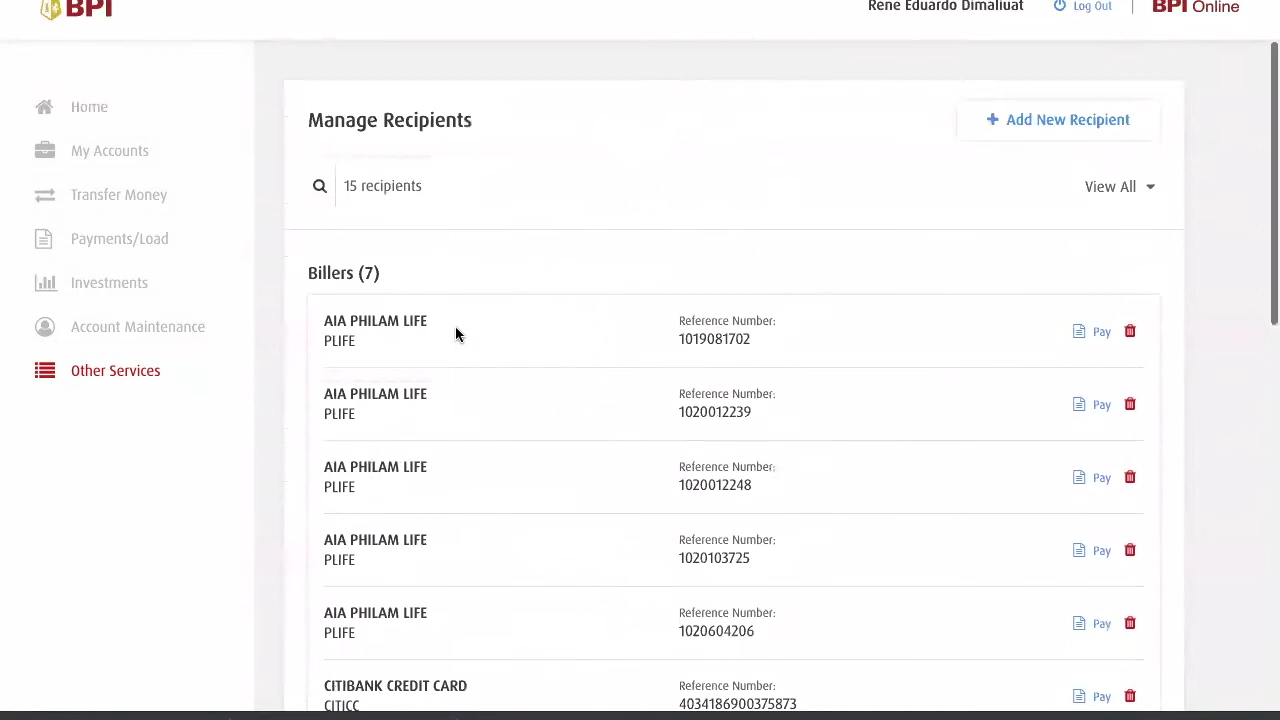 BPI
Rene Eduardo Dimaliuat
Log Out
BPI Online
Home
My Accounts
Transfer Money
Payments/Load
Investments
Account Maintenance
Other Services
Manage Recipients
Add New Recipient
15 recipients
View All
Billers (7)
AIA PHILAM LIFE
PLIFE
Reference Number:
1019081702
Pay
AIA PHILAM LIFE
PLIFE
Reference Number:
1020012239
Pay
AIA PHILAM LIFE
PLIFE
Reference Number:
1020012248
Pay
AIA PHILAM LIFE
PLIFE
Reference Number:
1020103725
Pay
AIA PHILAM LIFE
PLIFE
Reference Number:
1020604206
Pay
CITIBANK CREDIT CARD
CITICC
Reference Number:
4034186900375873
Pay